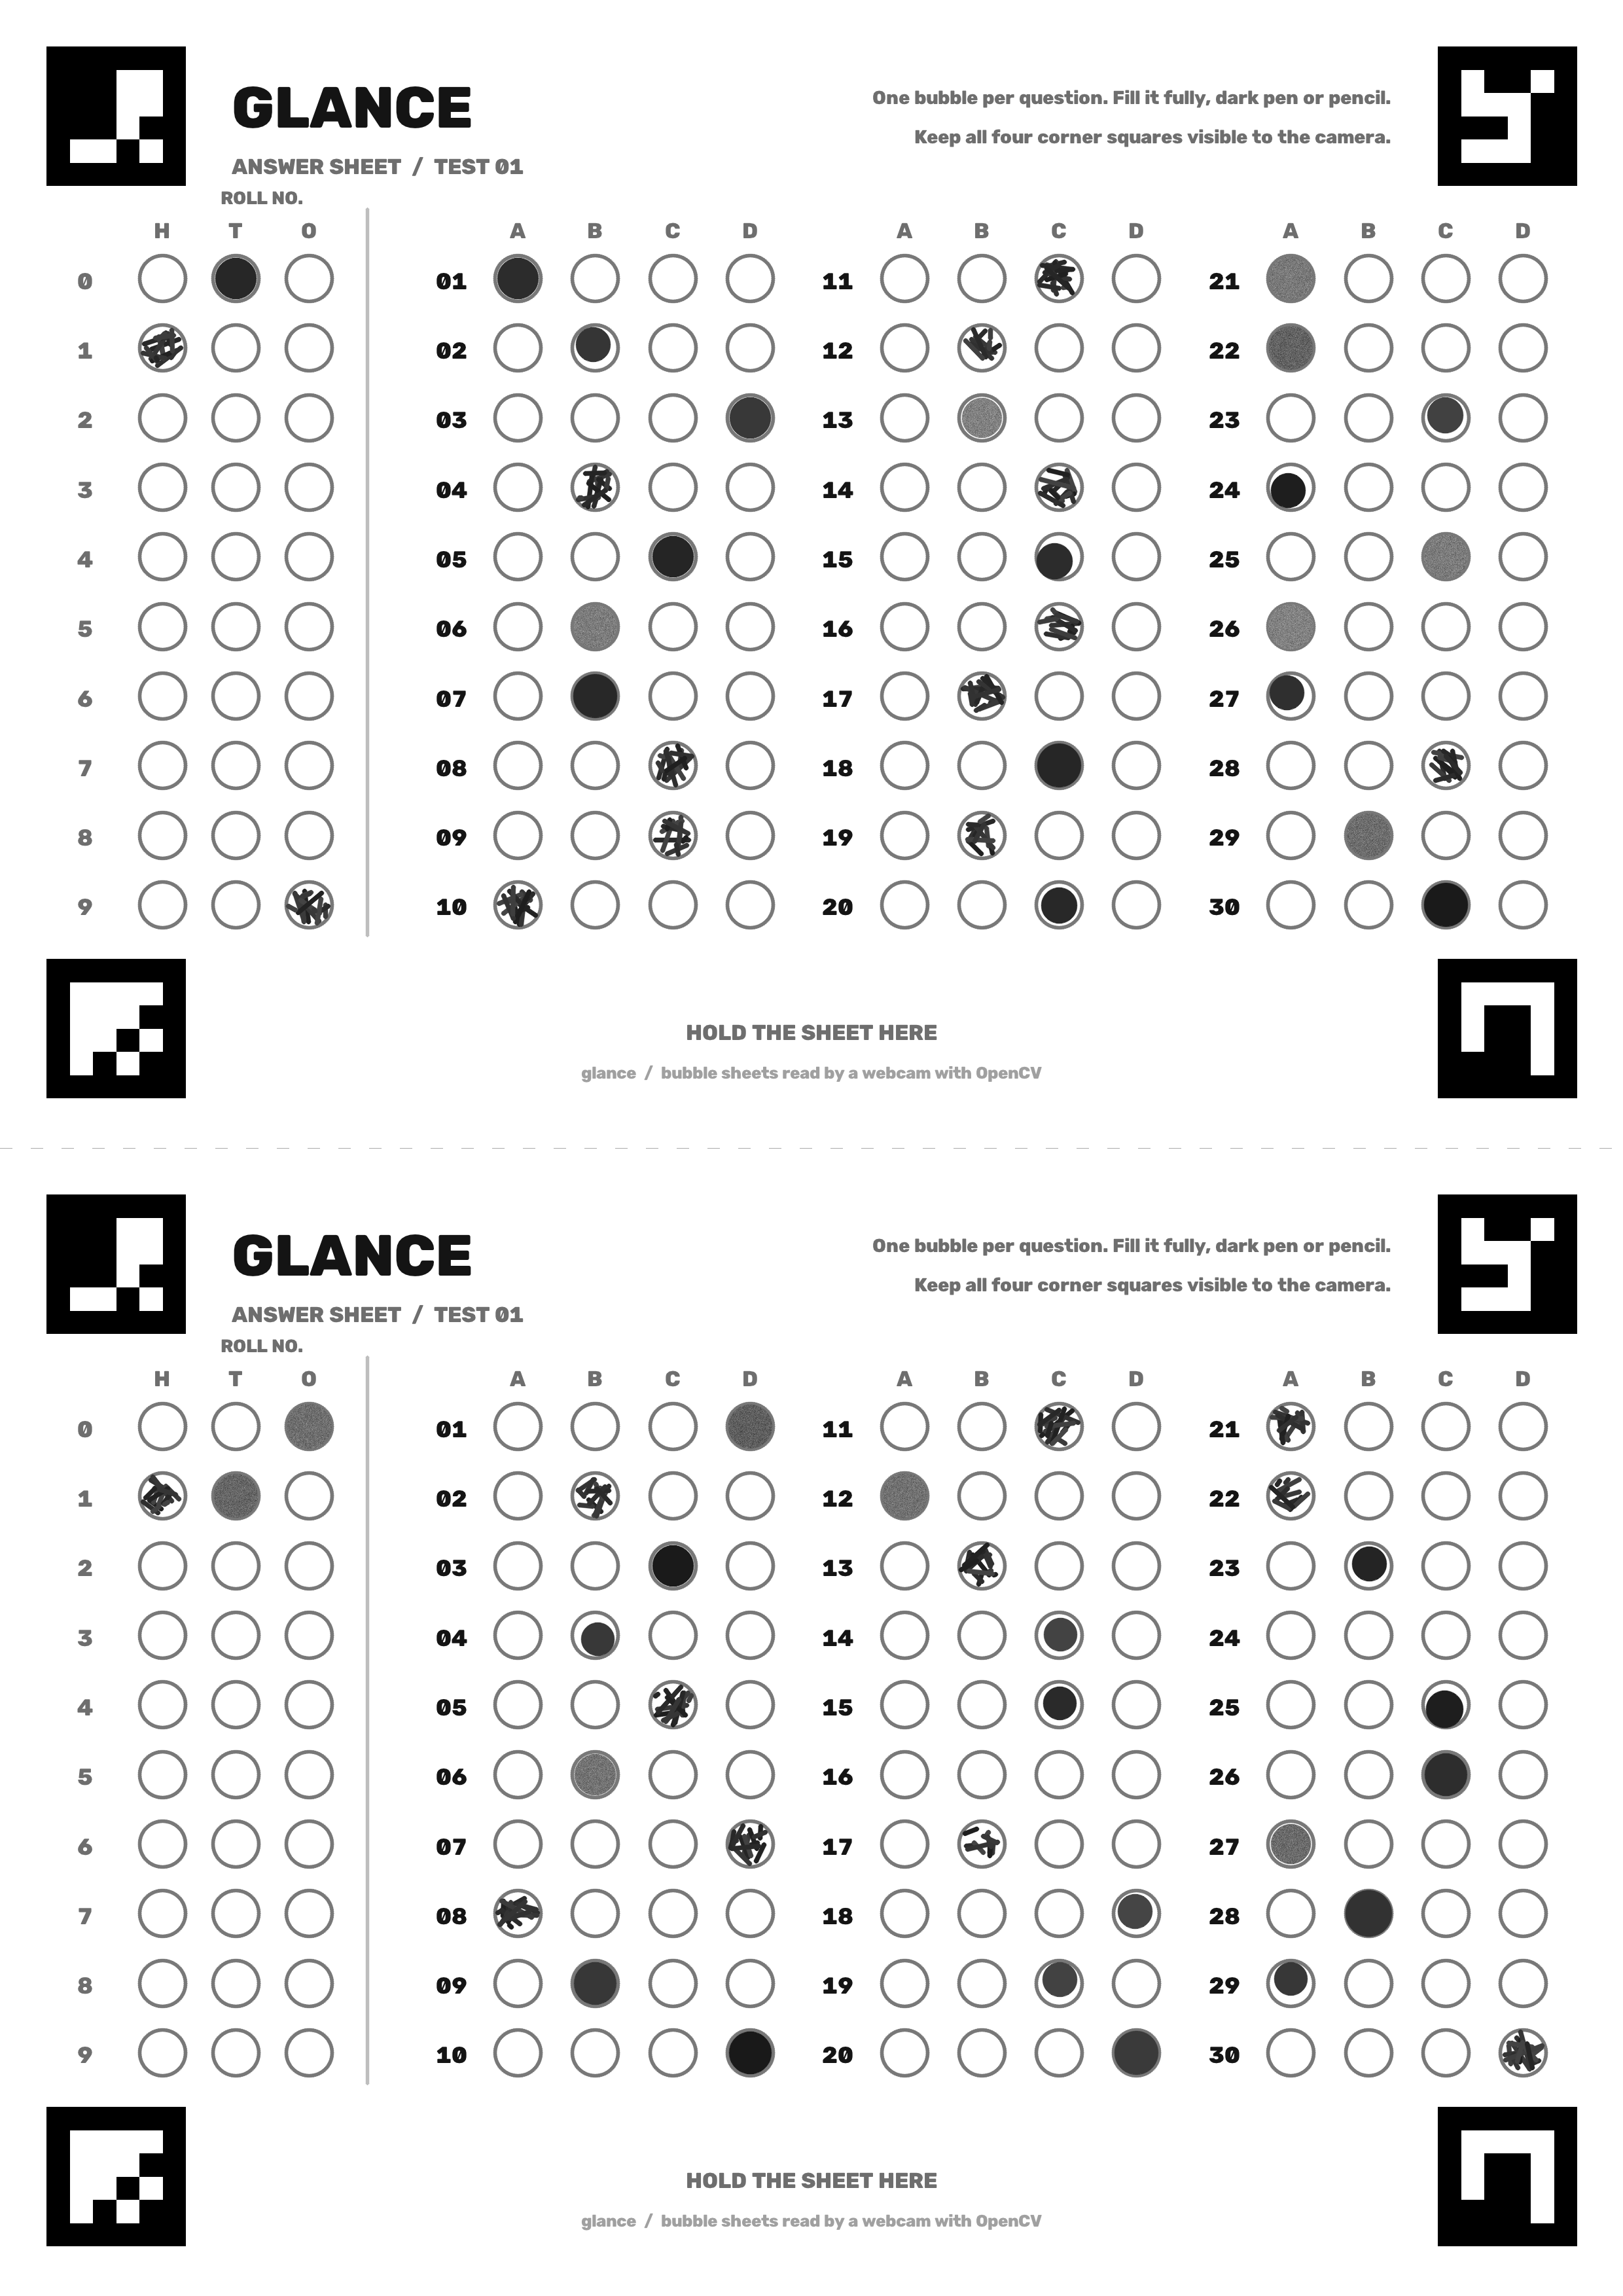 GLANCE
One bubble per question. Fill it fully, dark pen or pencil.
Keep all four corner squares visible to the camera.
ANSWER SHEET / TEST 01
ROLL NO.
H T O A B C D A B C D A B C D
0 01 11 21
1 02 12 22
2 03 13 23
3 04 14 24
4 05 15 25
5 06 16 26
6 07 17 27
7 08 18 28
8 09 19 29
9 10 20 30
HOLD THE SHEET HERE
glance / bubble sheets read by a webcam with OpenCV
GLANCE
One bubble per question. Fill it fully, dark pen or pencil.
Keep all four corner squares visible to the camera.
ANSWER SHEET / TEST 01
ROLL NO.
H T O A B C D A B C D A B C D
0 01 11 21
1 02 12 22
2 03 13 23
3 04 14 24
4 05 15 25
5 06 16 26
6 07 17 27
7 08 18 28
8 09 19 29
9 10 20 30
HOLD THE SHEET HERE
glance / bubble sheets read by a webcam with OpenCV